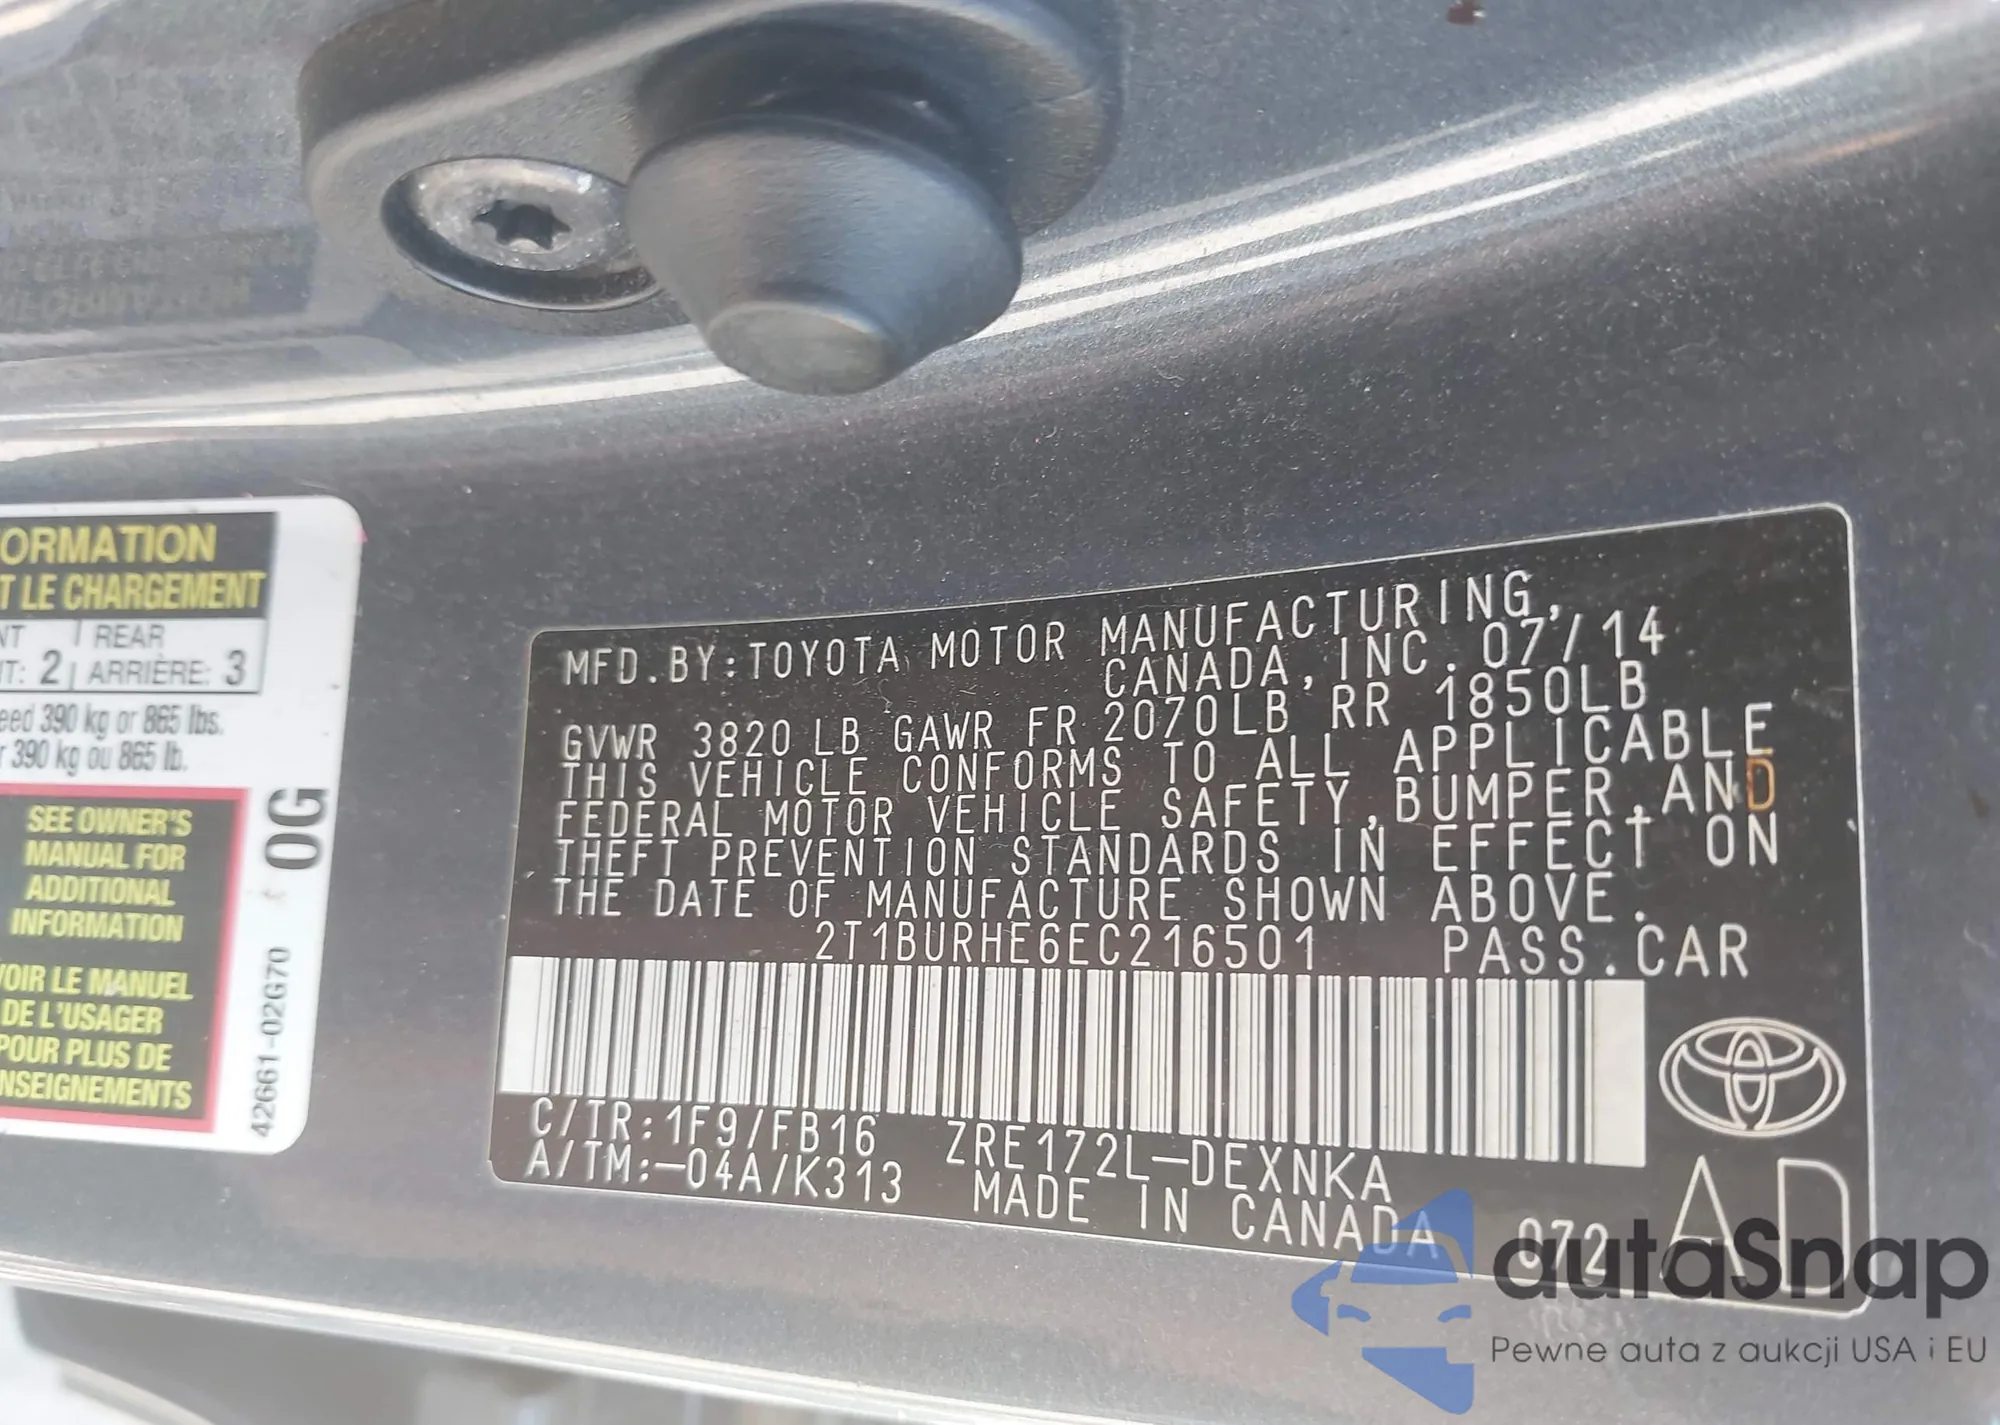 ORMATION
T LE CHARGEMENT
NT REAR
T: 2 ARRIÈRE: 3
eed 390 kg or 865 lbs.
r 390 kg ou 865 lb.
SEE OWNER'S
MANUAL FOR
ADDITIONAL
INFORMATION
VOIR LE MANUEL
DE L'USAGER
POUR PLUS DE
NSEIGNEMENTS
0G
42661-02G70
MFD.BY:TOYOTA MOTOR MANUFACTURING,
CANADA,INC.07/14
GVWR 3820 LB GAWR FR 2070LB RR 1850LB
THIS VEHICLE CONFORMS TO ALL APPLICABLE
FEDERAL MOTOR VEHICLE SAFETY,BUMPER,AND
THEFT PREVENTION STANDARDS IN EFFECT ON
THE DATE OF MANUFACTURE SHOWN ABOVE.
2T1BURHE6EC216501 PASS.CAR
C/TR:1F9/FB16 ZRE172L-DEXNKA
A/TM:-04A/K313 MADE IN CANADA 072 AD
autaSnap
Pewne auta z aukcji USA i EU